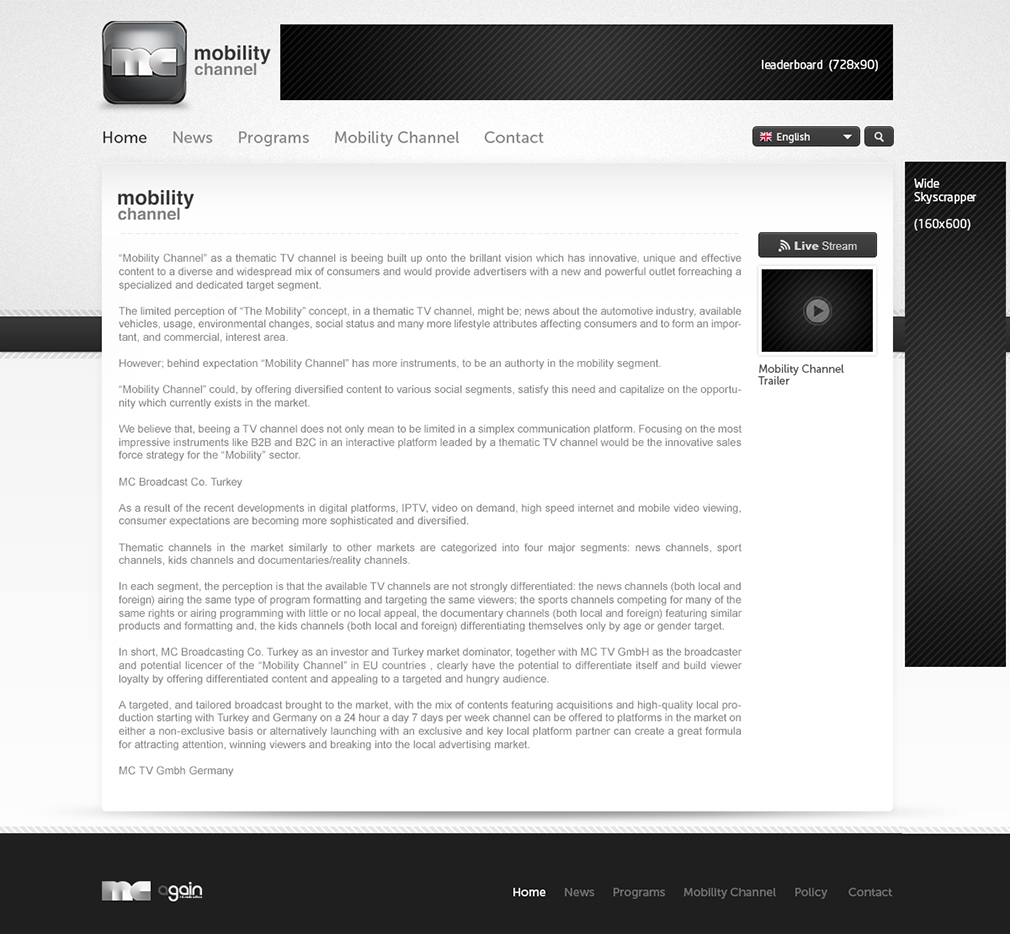 mc mobility
channel
leaderboard (728x90)
Home News Programs Mobility Channel Contact
English
Wide
Skyscrapper
(160x600)
mobility
channel
Live Stream
Mobility Channel
Trailer
“Mobility Channel” as a thematic TV channel is beeing built up onto the brillant vision which has innovative, unique and effective
content to a diverse and widespread mix of consumers and would provide advertisers with a new and powerful outlet forreaching a
specialized and dedicated target segment.
The limited perception of “The Mobility” concept, in a thematic TV channel, might be; news about the automotive industry, available
vehicles, usage, environmental changes, social status and many more lifestyle attributes affecting consumers and to form an impor-
tant, and commercial, interest area.
However; behind expectation “Mobility Channel” has more instruments, to be an authorty in the mobility segment.
“Mobility Channel” could, by offering diversified content to various social segments, satisfy this need and capitalize on the opportu-
nity which currently exists in the market.
We believe that, beeing a TV channel does not only mean to be limited in a simplex communication platform. Focusing on the most
impressive instruments like B2B and B2C in an interactive platform leaded by a thematic TV channel would be the innovative sales
force strategy for the “Mobility” sector.
MC Broadcast Co. Turkey
As a result of the recent developments in digital platforms, IPTV, video on demand, high speed internet and mobile video viewing,
consumer expectations are becoming more sophisticated and diversified.
Thematic channels in the market similarly to other markets are categorized into four major segments: news channels, sport
channels, kids channels and documentaries/reality channels.
In each segment, the perception is that the available TV channels are not strongly differentiated: the news channels (both local and
foreign) airing the same type of program formatting and targeting the same viewers; the sports channels competing for many of the
same rights or airing programming with little or no local appeal, the documentary channels (both local and foreign) featuring similar
products and formatting and, the kids channels (both local and foreign) differentiating themselves only by age or gender target.
In short, MC Broadcasting Co. Turkey as an investor and Turkey market dominator, together with MC TV GmbH as the broadcaster
and potential licencer of the “Mobility Channel” in EU countries , clearly have the potential to differentiate itself and build viewer
loyalty by offering differentiated content and appealing to a targeted and hungry audience.
A targeted, and tailored broadcast brought to the market, with the mix of contents featuring acquisitions and high-quality local pro-
duction starting with Turkey and Germany on a 24 hour a day 7 days per week channel can be offered to platforms in the market on
either a non-exclusive basis or alternatively launching with an exclusive and key local platform partner can create a great formula
for attracting attention, winning viewers and breaking into the local advertising market.
MC TV Gmbh Germany
mc again
Home News Programs Mobility Channel Policy Contact